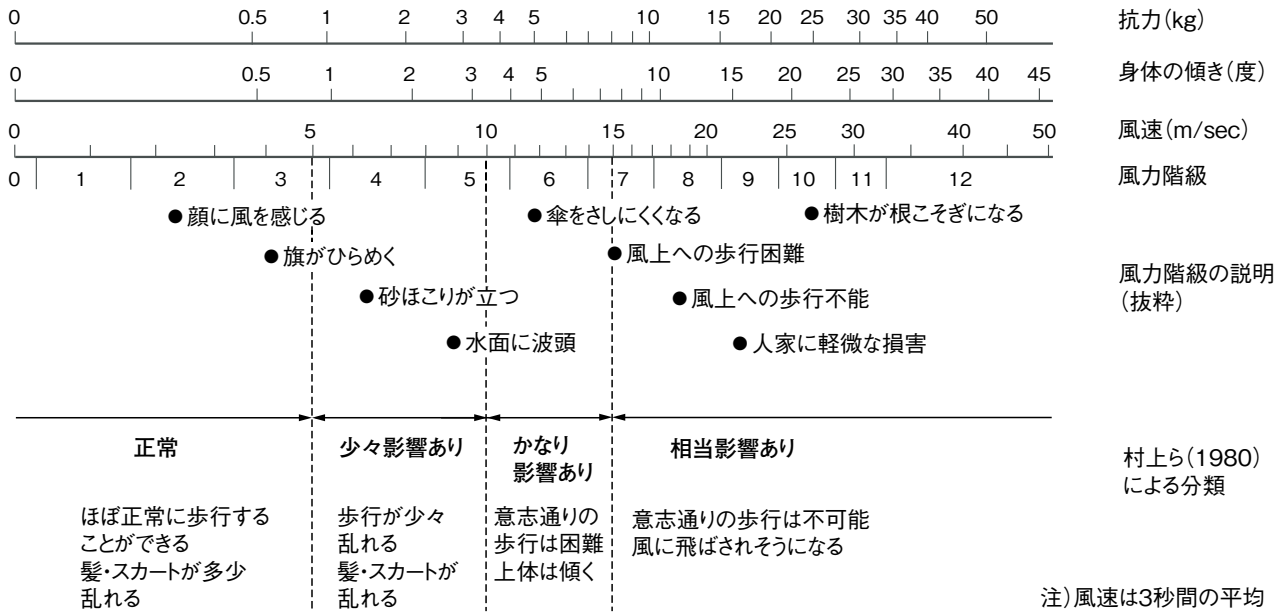 0 0.5 1 2 3 4 5 10 15 20 25 30 35 40 50 抗力(kg)
0 0.5 1 2 3 4 5 10 15 20 25 30 35 40 45 身体の傾き(度)
0 5 10 15 20 25 30 40 50 風速(m/sec)
0 1 2 3 4 5 6 7 8 9 10 11 12 風力階級
●顔に風を感じる ●傘をさしにくくなる ●樹木が根こそぎになる
●旗がひらめく ●風上への歩行困難
風力階級の説明
(抜粋)
●砂ほこりが立つ ●風上への歩行不能
●水面に波頭 ●人家に軽微な損害
正常 少々影響あり
かなり
影響あり
相当影響あり
村上ら(1980)
による分類
ほぼ正常に歩行する
ことができる
髪・スカートが多少
乱れる
歩行が少々
乱れる
髪・スカートが
乱れる
意志通りの
歩行は困難
上体は傾く
意志通りの歩行は不可能
風に飛ばされそうになる
注)風速は3秒間の平均